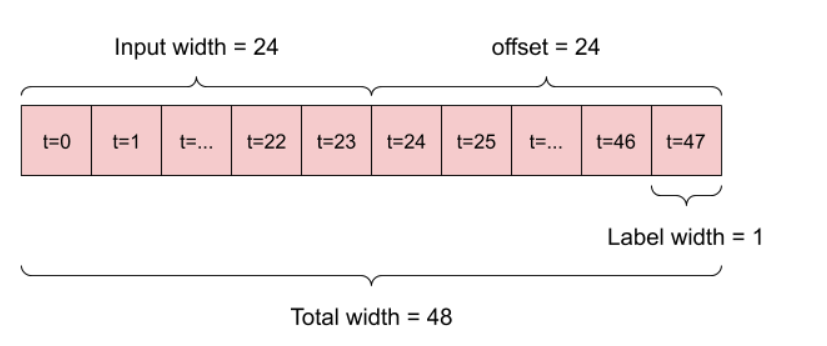 Input width = 24
offset = 24
t=0 t=1 t=... t=22 t=23 t=24 t=25 t=... t=46 t=47
Label width = 1
Total width = 48